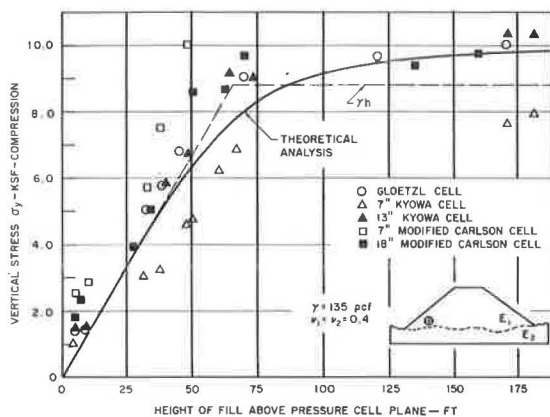 VERTICAL STRESS σy-KSF-COMPRESSION
10.0
8.0
6.0
4.0
2.0
0
0 25 50 75 100 125 150 175
HEIGHT OF FILL ABOVE PRESSURE CELL PLANE-FT
γh
THEORETICAL
ANALYSIS
GLOETZL CELL
7" KYOWA CELL
13" KYOWA CELL
7" MODIFIED CARLSON CELL
18" MODIFIED CARLSON CELL
γ=135 pcf
ν1=ν2=0.4
E1
E2